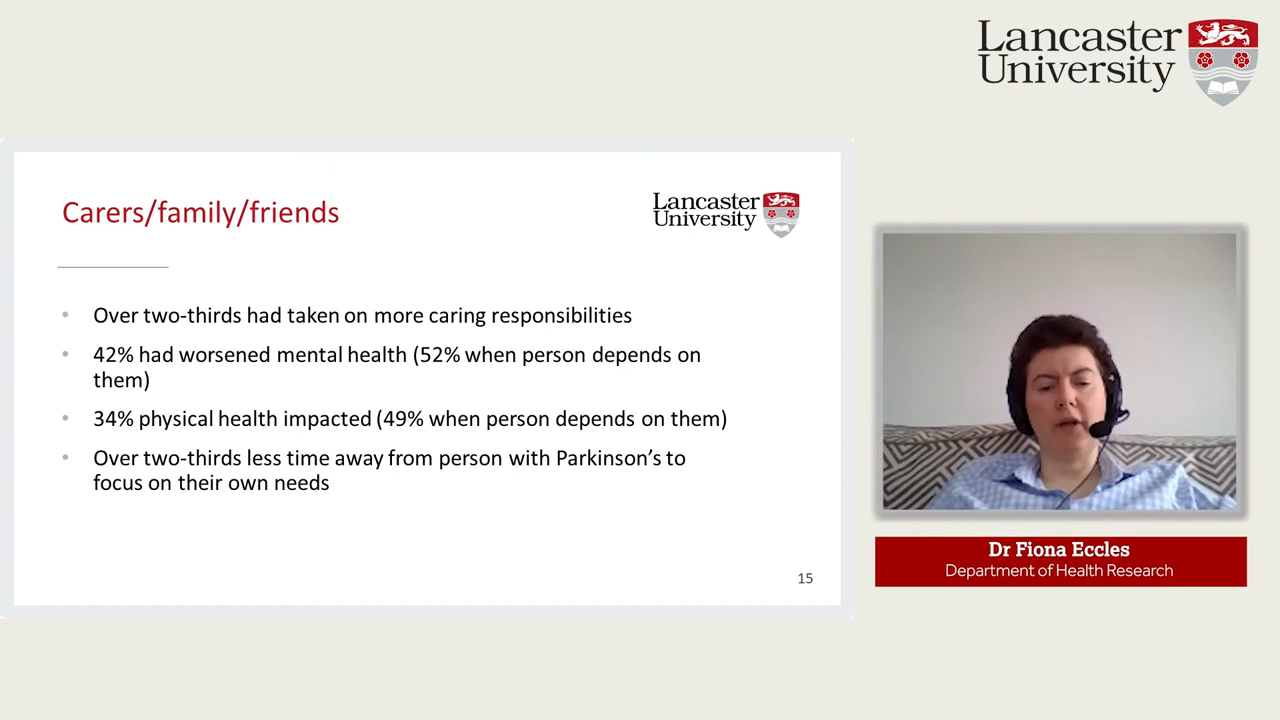 Lancaster
University
Carers/family/friends
Lancaster
University
• Over two-thirds had taken on more caring responsibilities
• 42% had worsened mental health (52% when person depends on
them)
• 34% physical health impacted (49% when person depends on them)
• Over two-thirds less time away from person with Parkinson's to
focus on their own needs
15
Dr Fiona Eccles
Department of Health Research